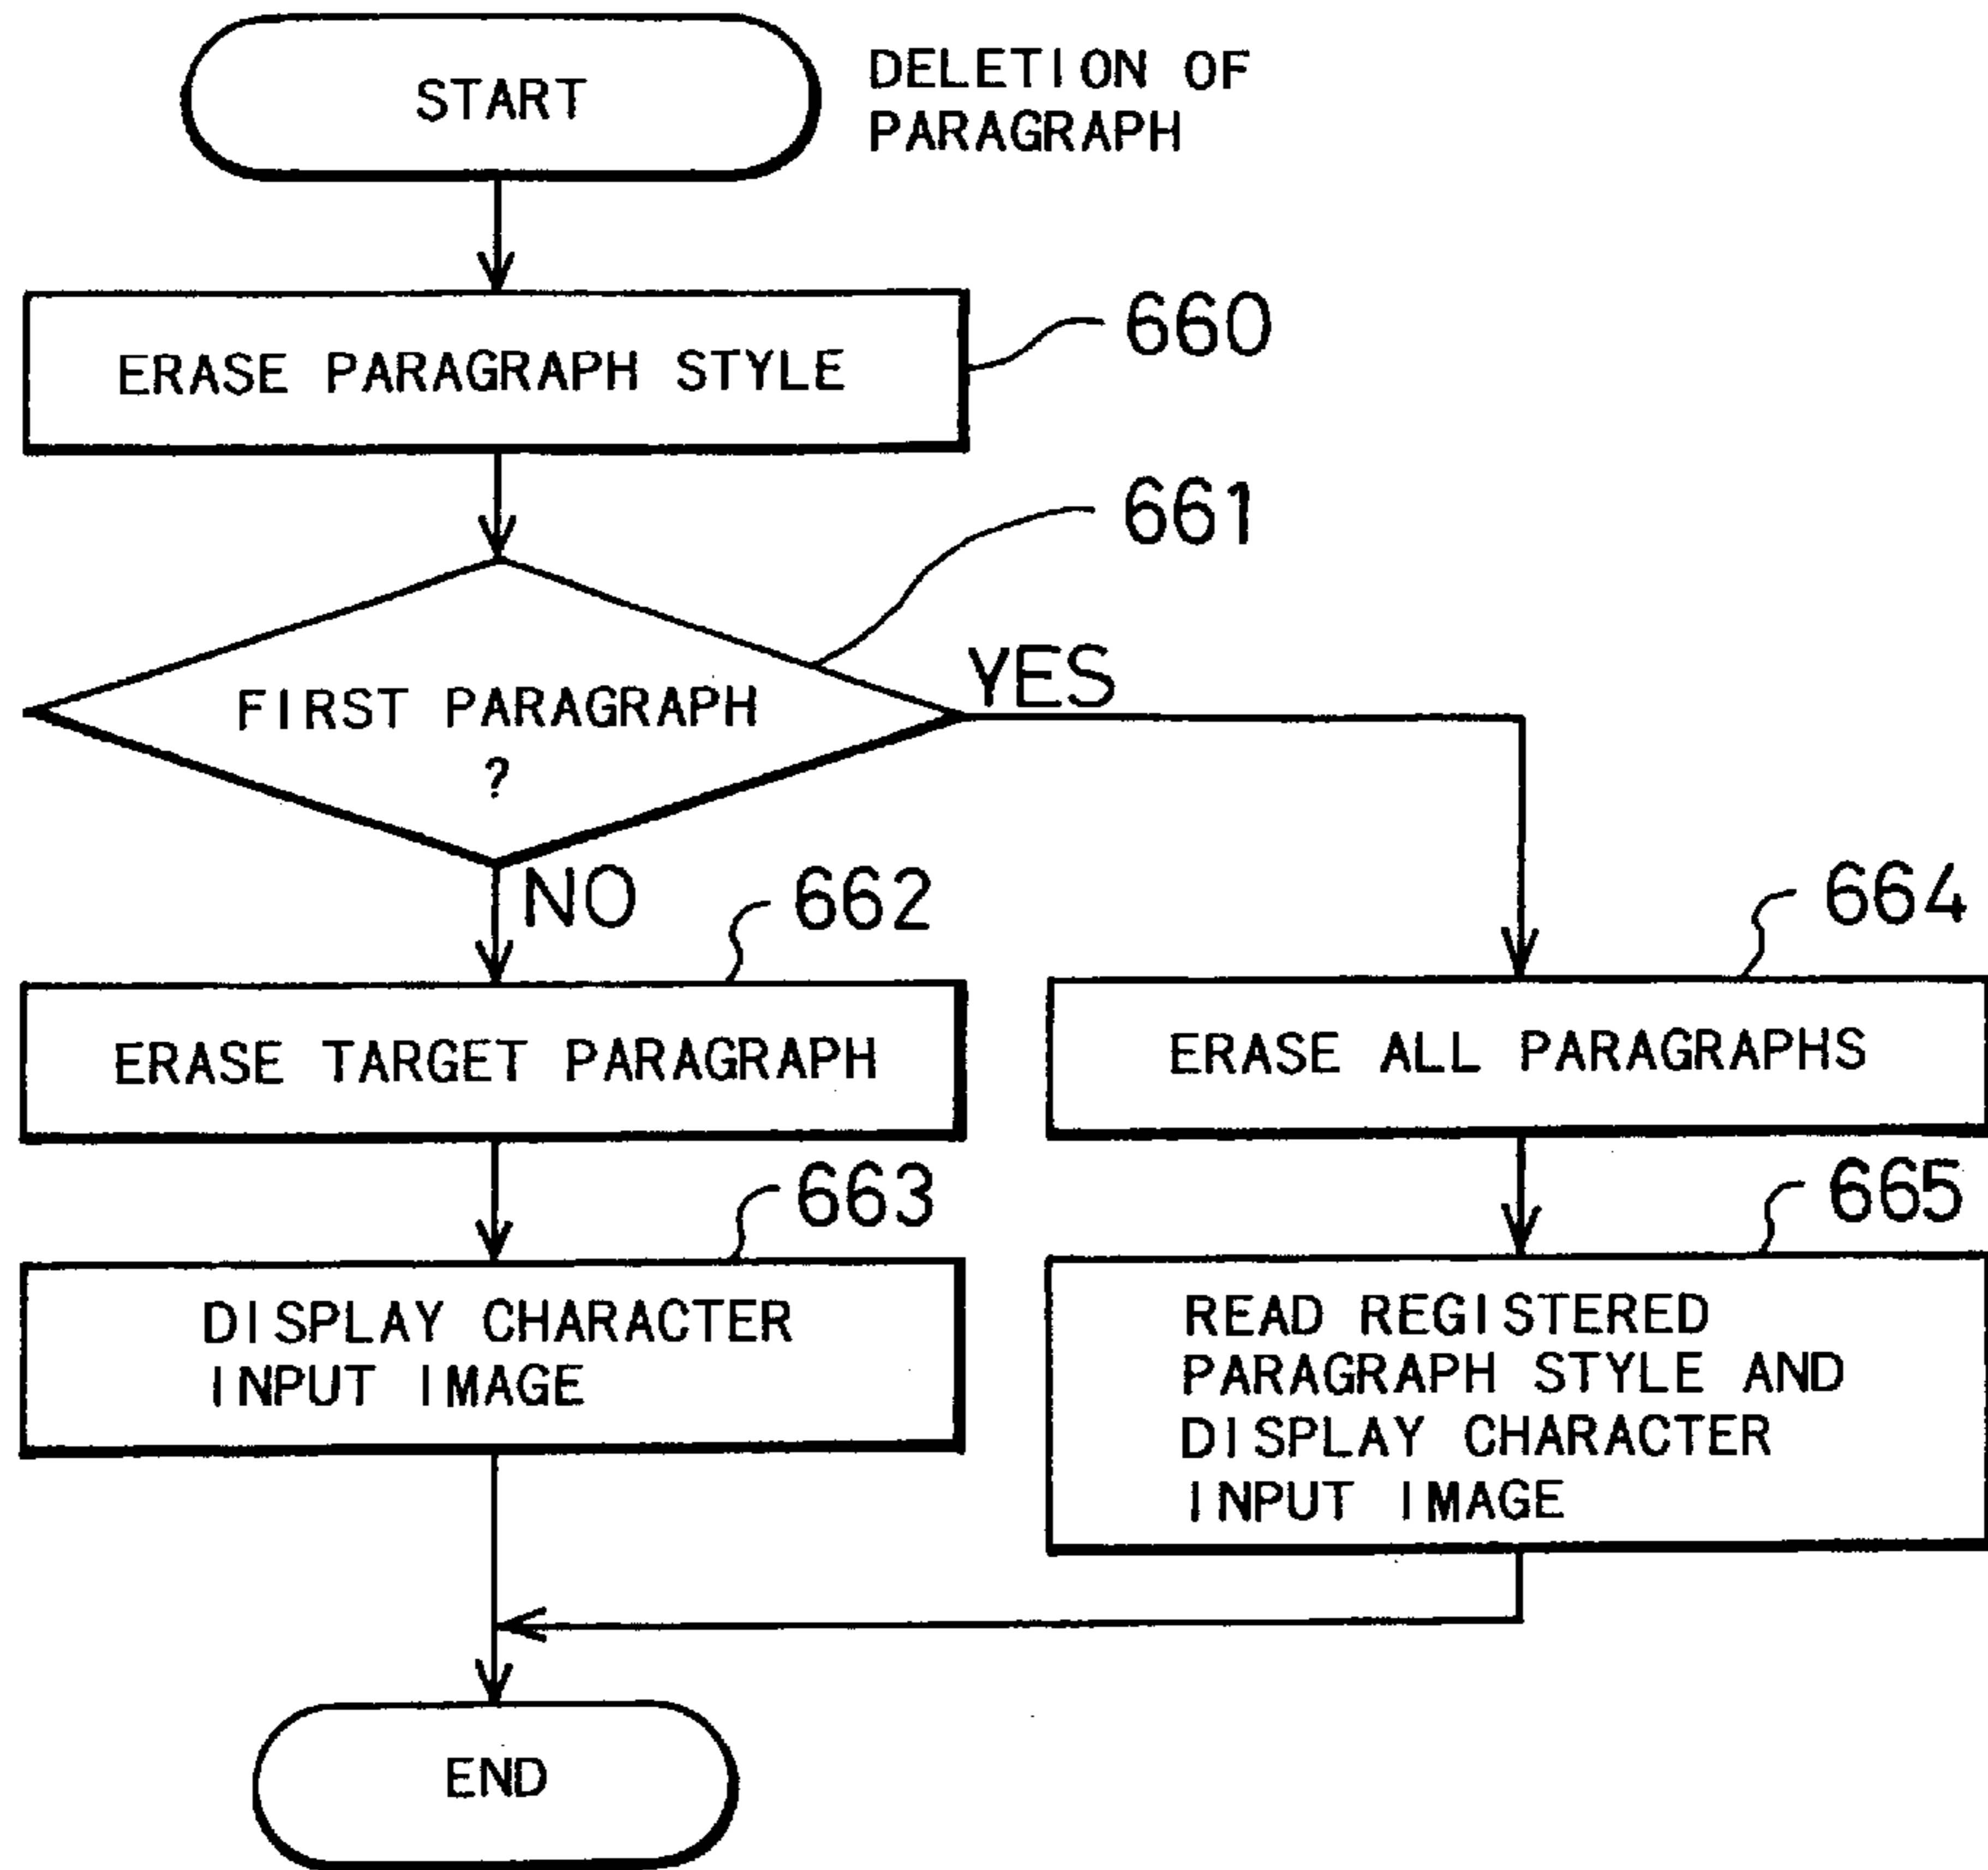 START
DELETION OF
PARAGRAPH
ERASE PARAGRAPH STYLE
660
661
FIRST PARAGRAPH
?
YES
NO
662
664
ERASE TARGET PARAGRAPH
ERASE ALL PARAGRAPHS
663
665
DISPLAY CHARACTER
INPUT IMAGE
READ REGISTERED
PARAGRAPH STYLE AND
DISPLAY CHARACTER
INPUT IMAGE
END